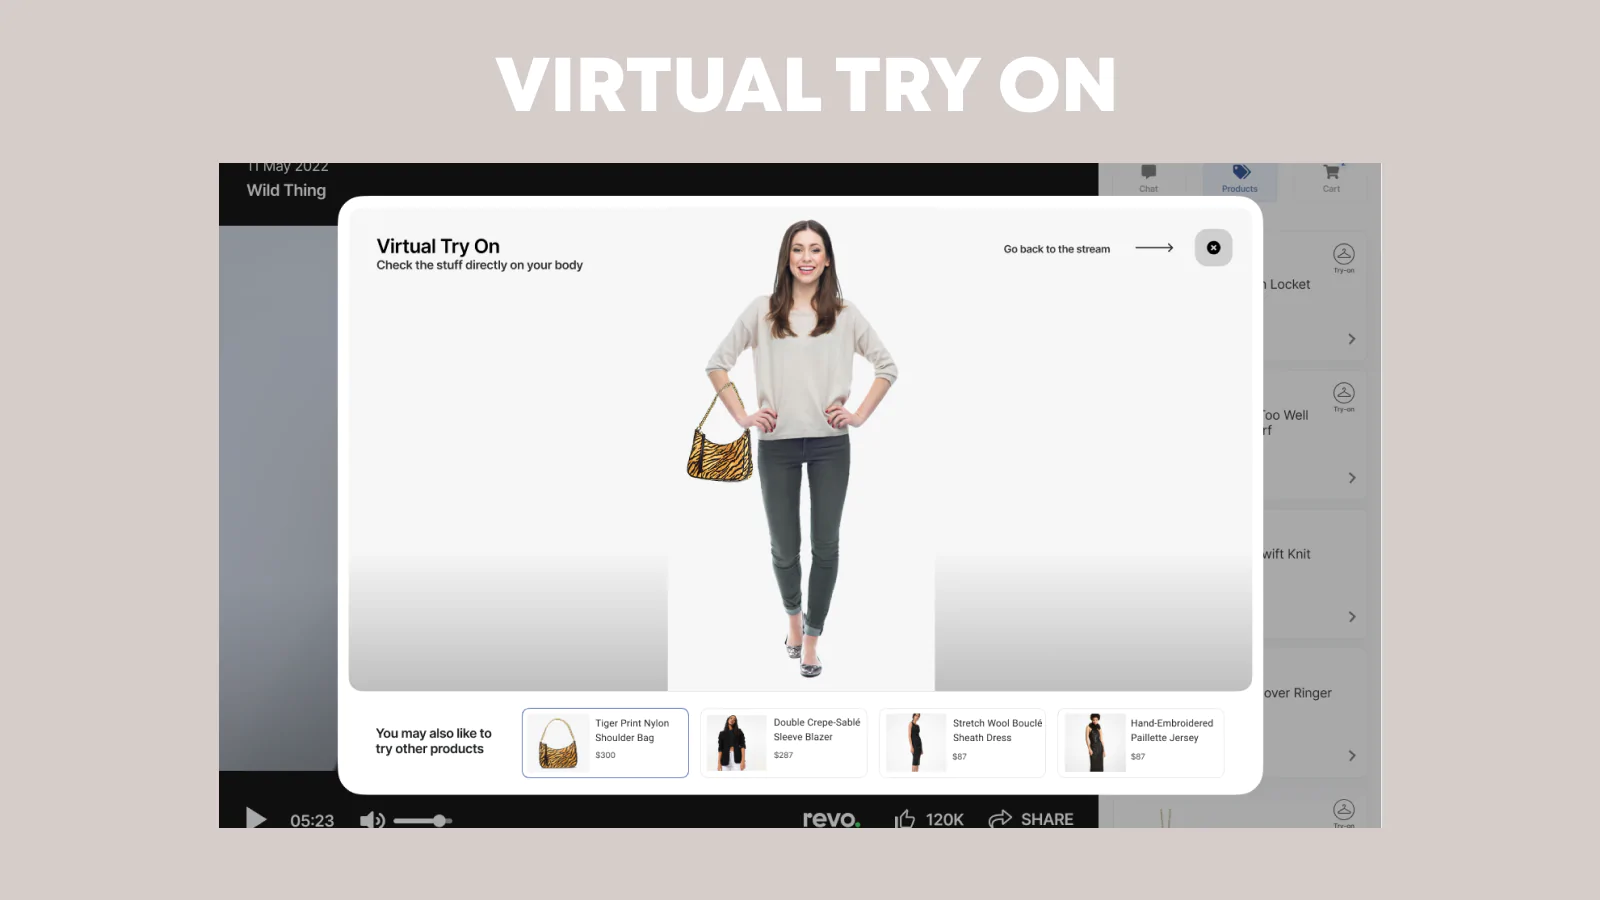 VIRTUAL TRY ON
11 May 2022
Wild Thing
Chat
Products
Cart
Virtual Try On
Check the stuff directly on your body
Go back to the stream
Try-on
Locket
Try-on
Too Well
wift Knit
over Ringer
You may also like to
try other products
Tiger Print Nylon
Shoulder Bag
$300
Double Crepe-Sablé
Sleeve Blazer
$287
Stretch Wool Bouclé
Sheath Dress
$87
Hand-Embroidered
Paillette Jersey
$87
05:23
revo.
120K
SHARE
Try-on